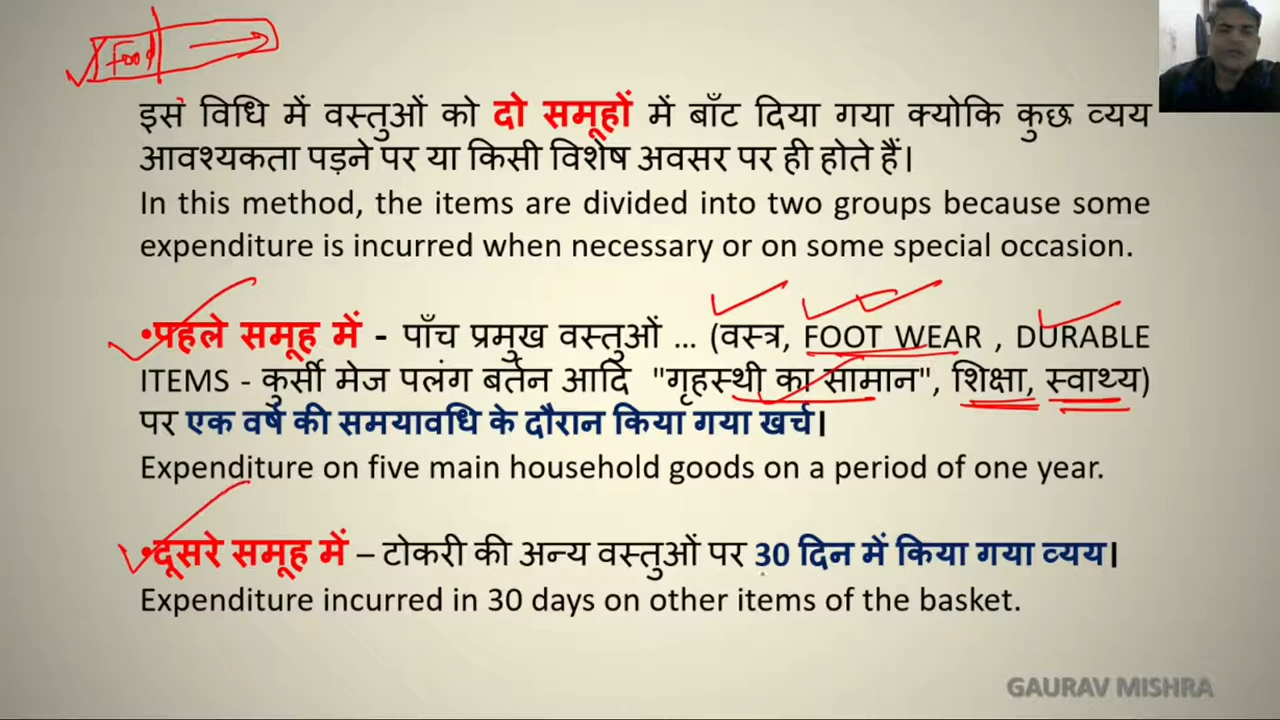 Food
इस विधि में वस्तुओं को दो समूहों में बाँट दिया गया क्योकि कुछ व्यय
आवश्यकता पड़ने पर या किसी विशेष अवसर पर ही होते हैं।
In this method, the items are divided into two groups because some
expenditure is incurred when necessary or on some special occasion.
•पहले समूह में - पाँच प्रमुख वस्तुओं ... (वस्त्र, FOOT WEAR , DURABLE
ITEMS - कुर्सी मेज पलंग बर्तन आदि "गृहस्थी का सामान", शिक्षा, स्वाथ्य)
पर एक वर्ष की समयावधि के दौरान किया गया खर्च।
Expenditure on five main household goods on a period of one year.
•दूसरे समूह में – टोकरी की अन्य वस्तुओं पर 30 दिन में किया गया व्यय।
Expenditure incurred in 30 days on other items of the basket.
GAURAV MISHRA